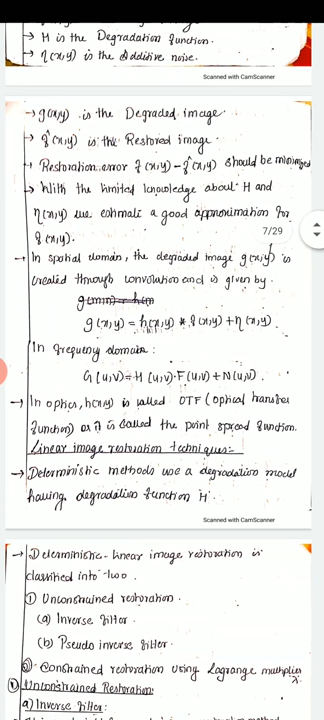 → H is the Degradation function.
→ η(x,y) is the Additive noise.
Scanned with CamScanner
→ g(x,y) is the Degraded image
→ f^(x,y) is the Restored image.
→ Restoration error f(x,y) - f^(x,y) should be minimized
→ With the limited knowledge about H and
η(x,y) we estimate a good approximation for
f(x,y).
7/29
→ In spatial domain, the degraded image g(x,y) is
created through convolution and is given by.
g(x,y) = h(x,y) * f(x,y) + η(x,y).
In frequency domain:
G(u,v) = H(u,v)·F(u,v) + N(u,v).
→ In optics, h(x,y) is called OTF (optical transfer
function) or it is called the point spread function.
Linear image restoration techniques:-
→ Deterministic methods use a degradation model
having degradation function H.
Scanned with CamScanner
→ Deterministic-linear image restoration is
classified into two.
① Unconstrained restoration.
(a) Inverse filter.
(b) Pseudo inverse filter.
② Constrained restoration using Lagrange multiplier
λ.
① Unconstrained Restoration:
a) Inverse filter: